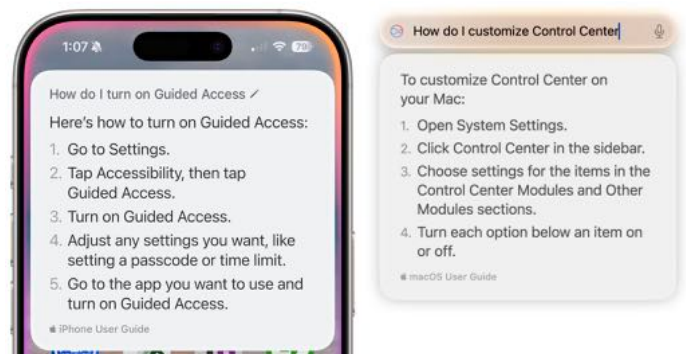 1:07
79
How do I turn on Guided Access
Here's how to turn on Guided Access:
1. Go to Settings.
2. Tap Accessibility, then tap
Guided Access.
3. Turn on Guided Access.
4. Adjust any settings you want, like
setting a passcode or time limit.
5. Go to the app you want to use and
turn on Guided Access.
iPhone User Guide
How do I customize Control Center
To customize Control Center on
your Mac:
1. Open System Settings.
2. Click Control Center in the sidebar.
3. Choose settings for the items in the
Control Center Modules and Other
Modules sections.
4. Turn each option below an item on
or off.
macOS User Guide